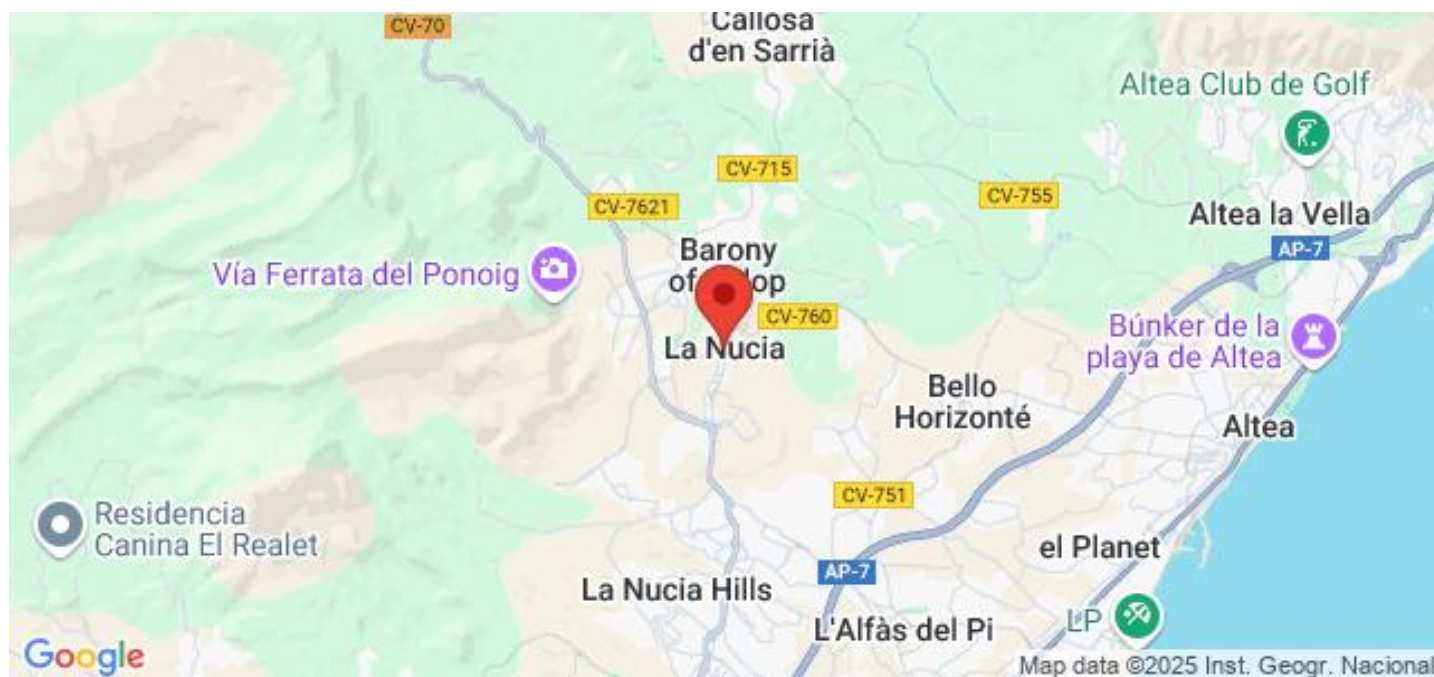 CV-70
Callosa
d'en Sarrià
Altea Club de Golf
CV-715
CV-7621
CV-755
Altea la Vella
AP-7
Barony
of
Vía Ferrata del Ponoig
CV-760
La Nucia
Búnker de la
playa de Altea
Bello
Horizonté
Altea
CV-751
Residencia
Canina El Realet
el Planet
AP-7
La Nucia Hills
L'Alfàs del Pi
LP
Google
Map data ©2025 Inst. Geogr. Nacional